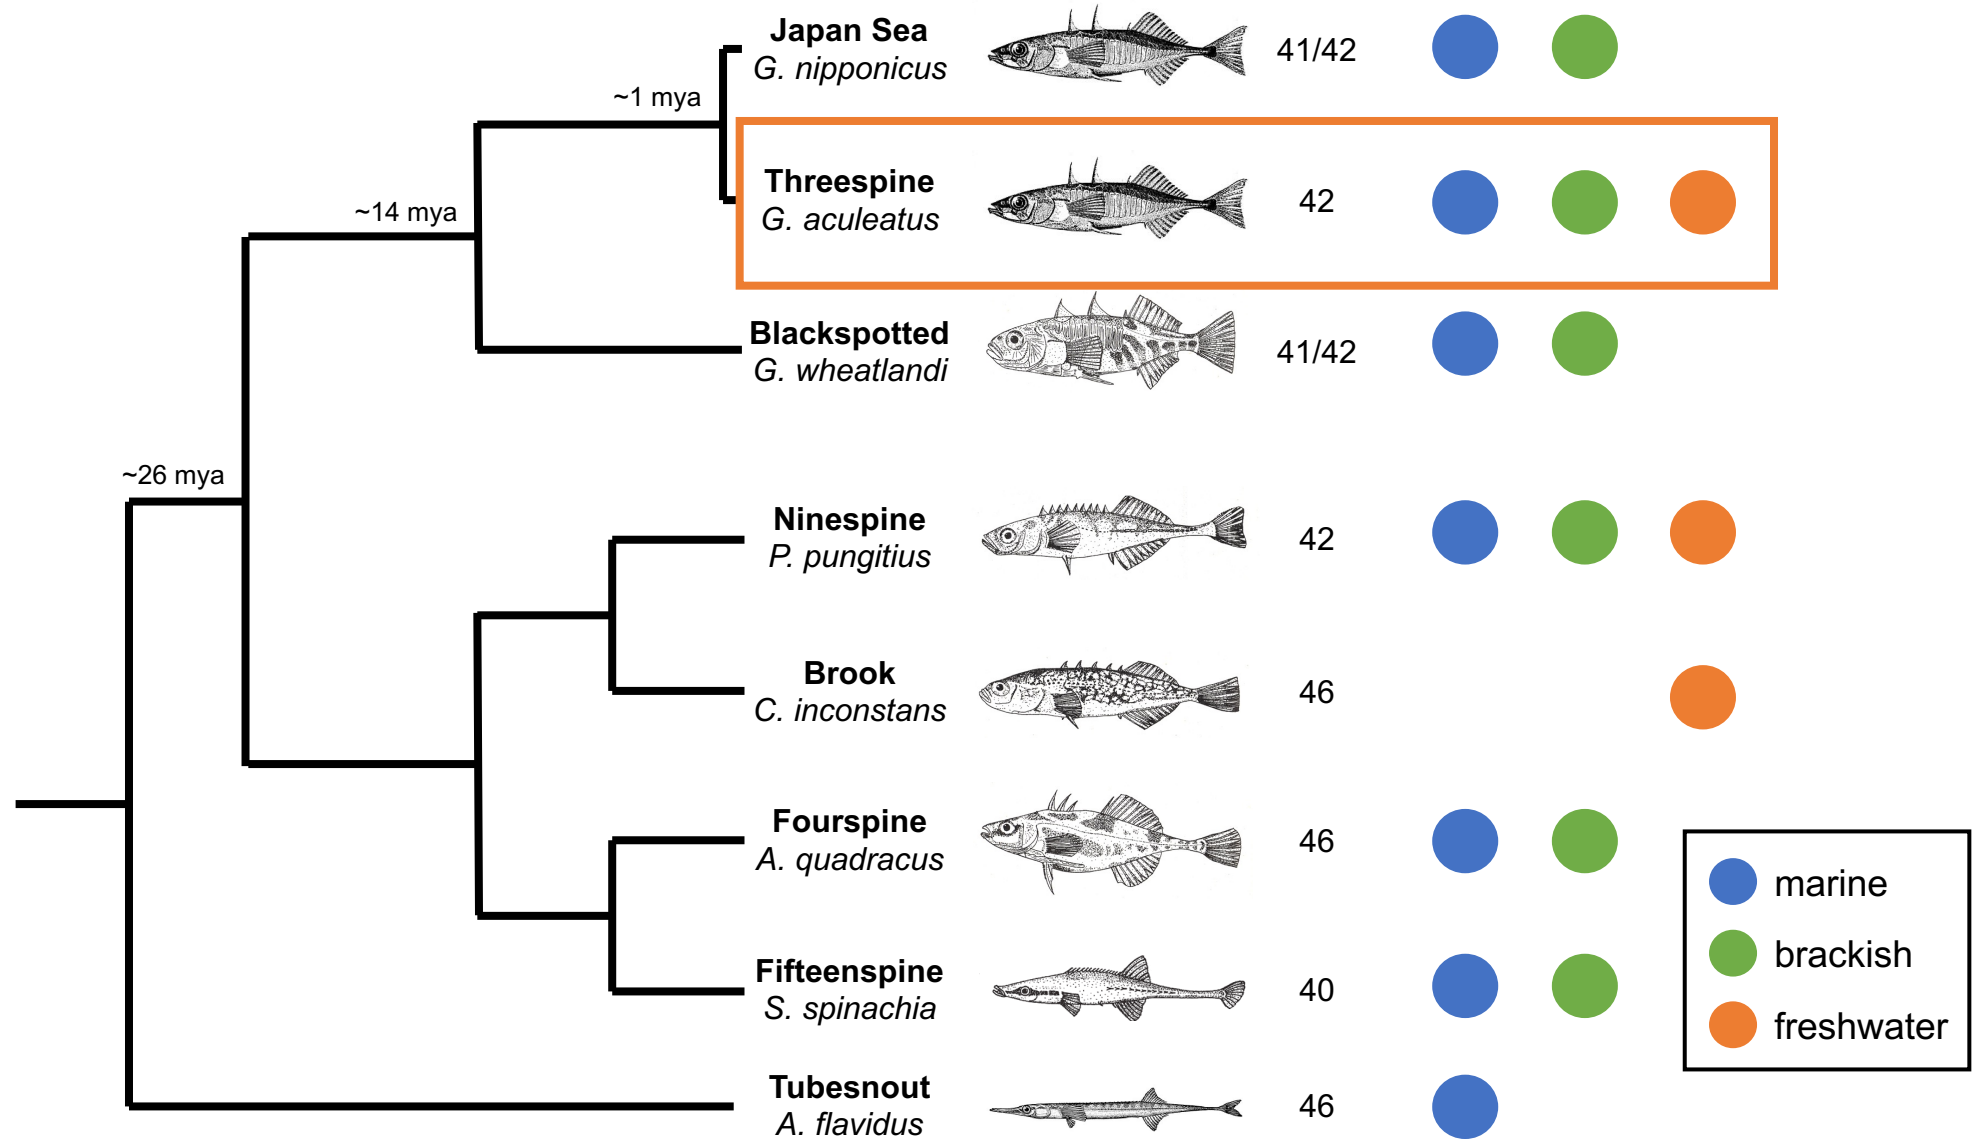 Japan Sea
G. nipponicus
41/42
~1 mya
Threespine
G. aculeatus
42
~14 mya
Blackspotted
G. wheatlandi
41/42
~26 mya
Ninespine
P. pungitius
42
Brook
C. inconstans
46
Fourspine
A. quadracus
46
Fifteenspine
S. spinachia
40
Tubesnout
A. flavidus
46
marine
brackish
freshwater